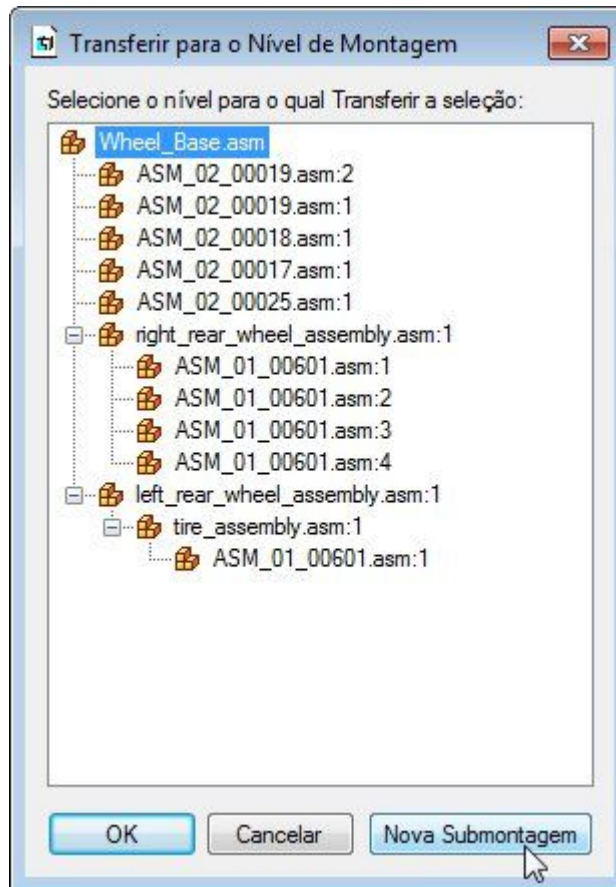 Transferir para o Nível de Montagem
Selecione o nível para o qual Transferir a seleção:
Wheel_Base.asm
ASM_02_00019.asm:2
ASM_02_00019.asm:1
ASM_02_00018.asm:1
ASM_02_00017.asm:1
ASM_02_00025.asm:1
right_rear_wheel_assembly.asm:1
ASM_01_00601.asm:1
ASM_01_00601.asm:2
ASM_01_00601.asm:3
ASM_01_00601.asm:4
left_rear_wheel_assembly.asm:1
tire_assembly.asm:1
ASM_01_00601.asm:1
OK Cancelar Nova Submontagem